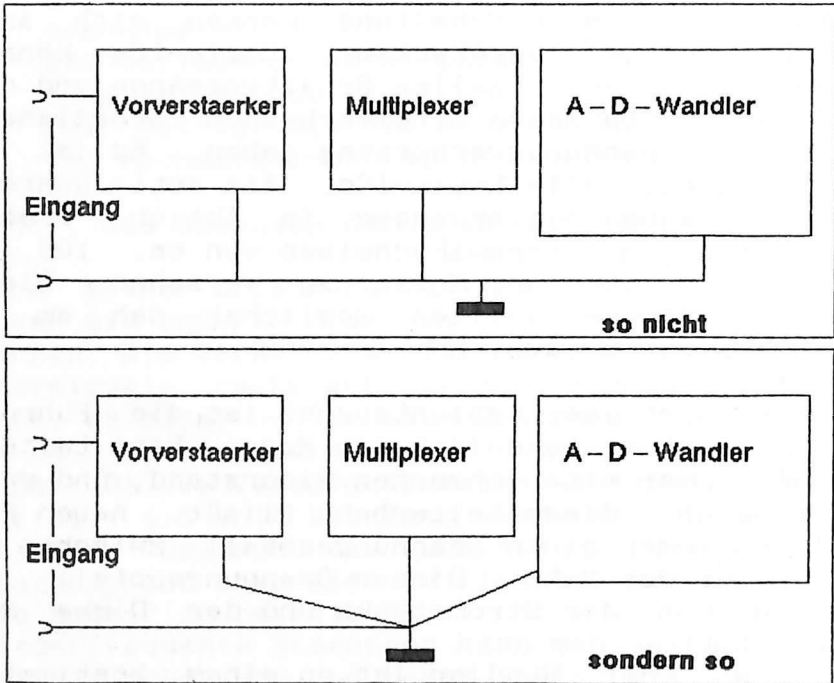 Vorverstaerker
Multiplexer
A – D – Wandler
Eingang
so nicht
Vorverstaerker
Multiplexer
A – D – Wandler
Eingang
sondern so